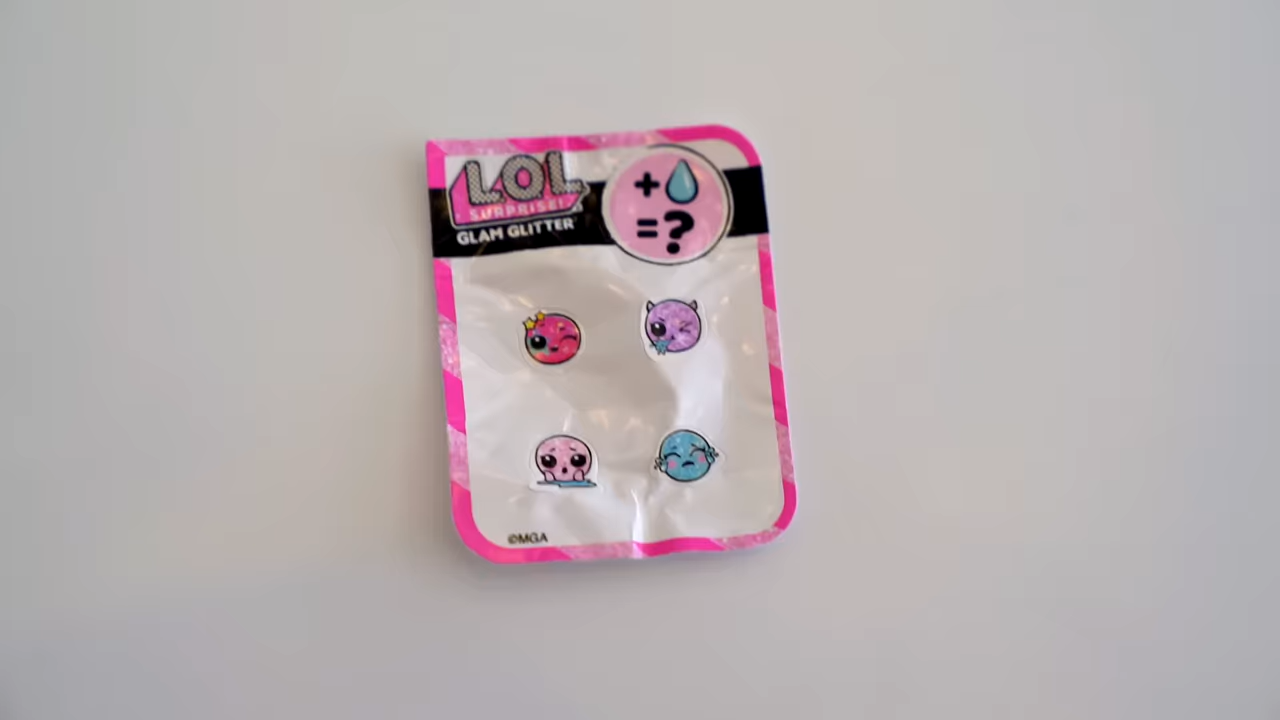 L.O.L.
SURPRISE!
GLAM GLITTER
+
=?
©MGA